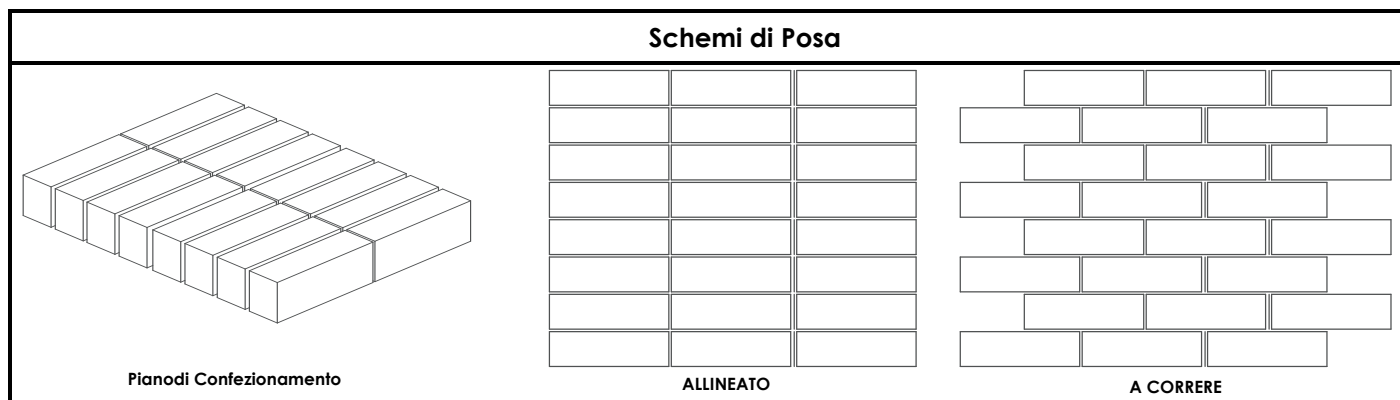 Schemi di Posa
Pianodi Confezionamento
ALLINEATO
A CORRERE